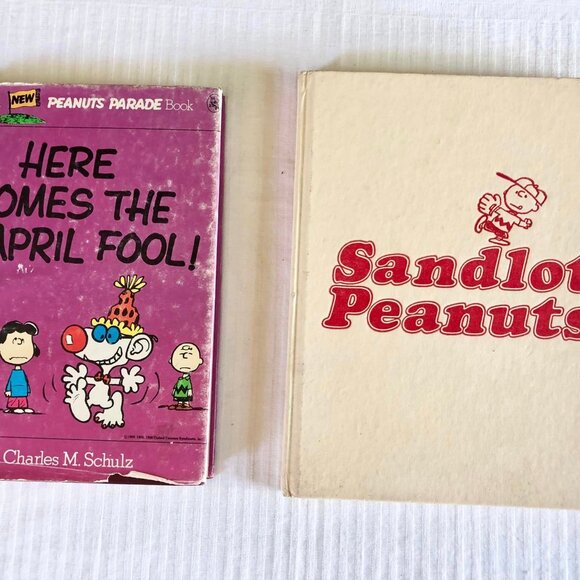 NEW
PEANUTS PARADE Book
HERE
OMES THE
APRIL FOOL!
Charles M. Schulz
Sandlot
Peanuts